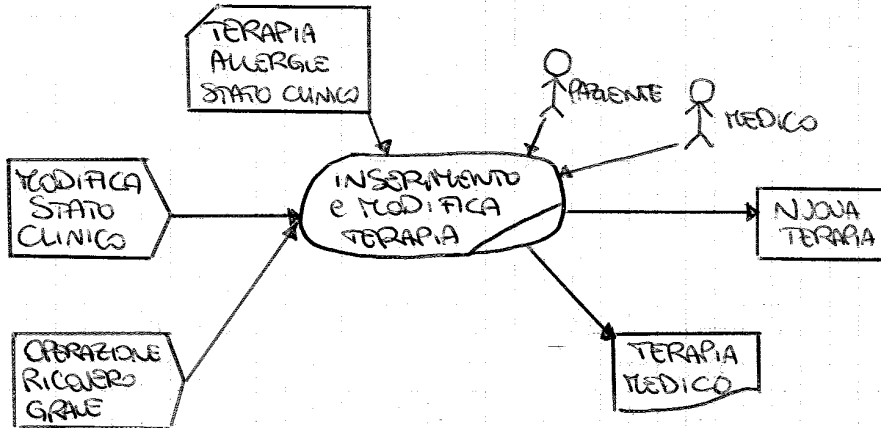 TERAPIA
ALLERGIE
STATO CLINICO
PAZIENTE
MEDICO
MODIFICA
STATO
CLINICO
INSERIMENTO
e MODIFICA
TERAPIA
NUOVA
TERAPIA
OPERAZIONE
RICOVERO
GRAVE
TERAPIA
MEDICO